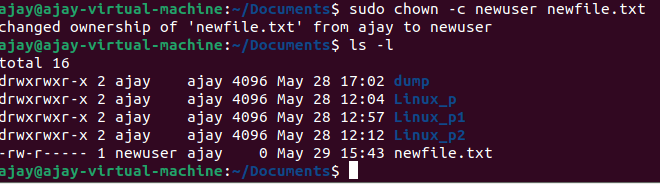 ajay@ajay-virtual-machine:~/Documents$ sudo chown -c newuser newfile.txt
changed ownership of 'newfile.txt' from ajay to newuser
ajay@ajay-virtual-machine:~/Documents$ ls -l
total 16
drwxrwxr-x 2 ajay    ajay 4096 May 28 17:02 dump
drwxrwxr-x 2 ajay    ajay 4096 May 28 12:04 Linux_p
drwxrwxr-x 2 ajay    ajay 4096 May 28 12:57 Linux_p1
drwxrwxr-x 2 ajay    ajay 4096 May 28 12:12 Linux_p2
-rw-r----- 1 newuser ajay    0 May 29 15:43 newfile.txt
ajay@ajay-virtual-machine:~/Documents$